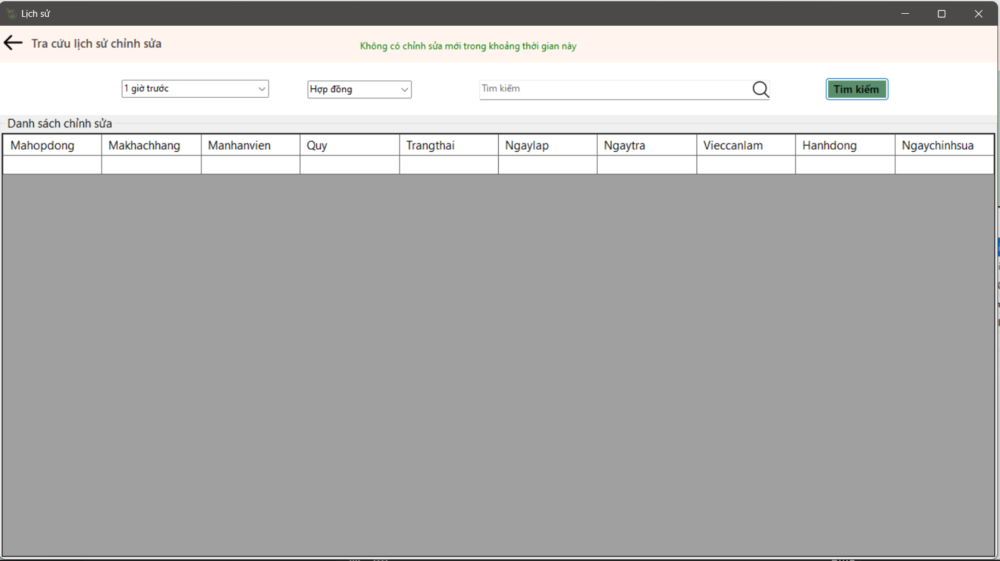 Lịch sử
Tra cứu lịch sử chỉnh sửa
Không có chỉnh sửa mới trong khoảng thời gian này
1 giờ trước
Hợp đồng
Tìm kiếm
Tìm kiếm
Danh sách chỉnh sửa
Mahopdong Makhachhang Manhanvien Quy Trangthai Ngaylap Ngaytra Vieccanlam Hanhdong Ngaychinhsua